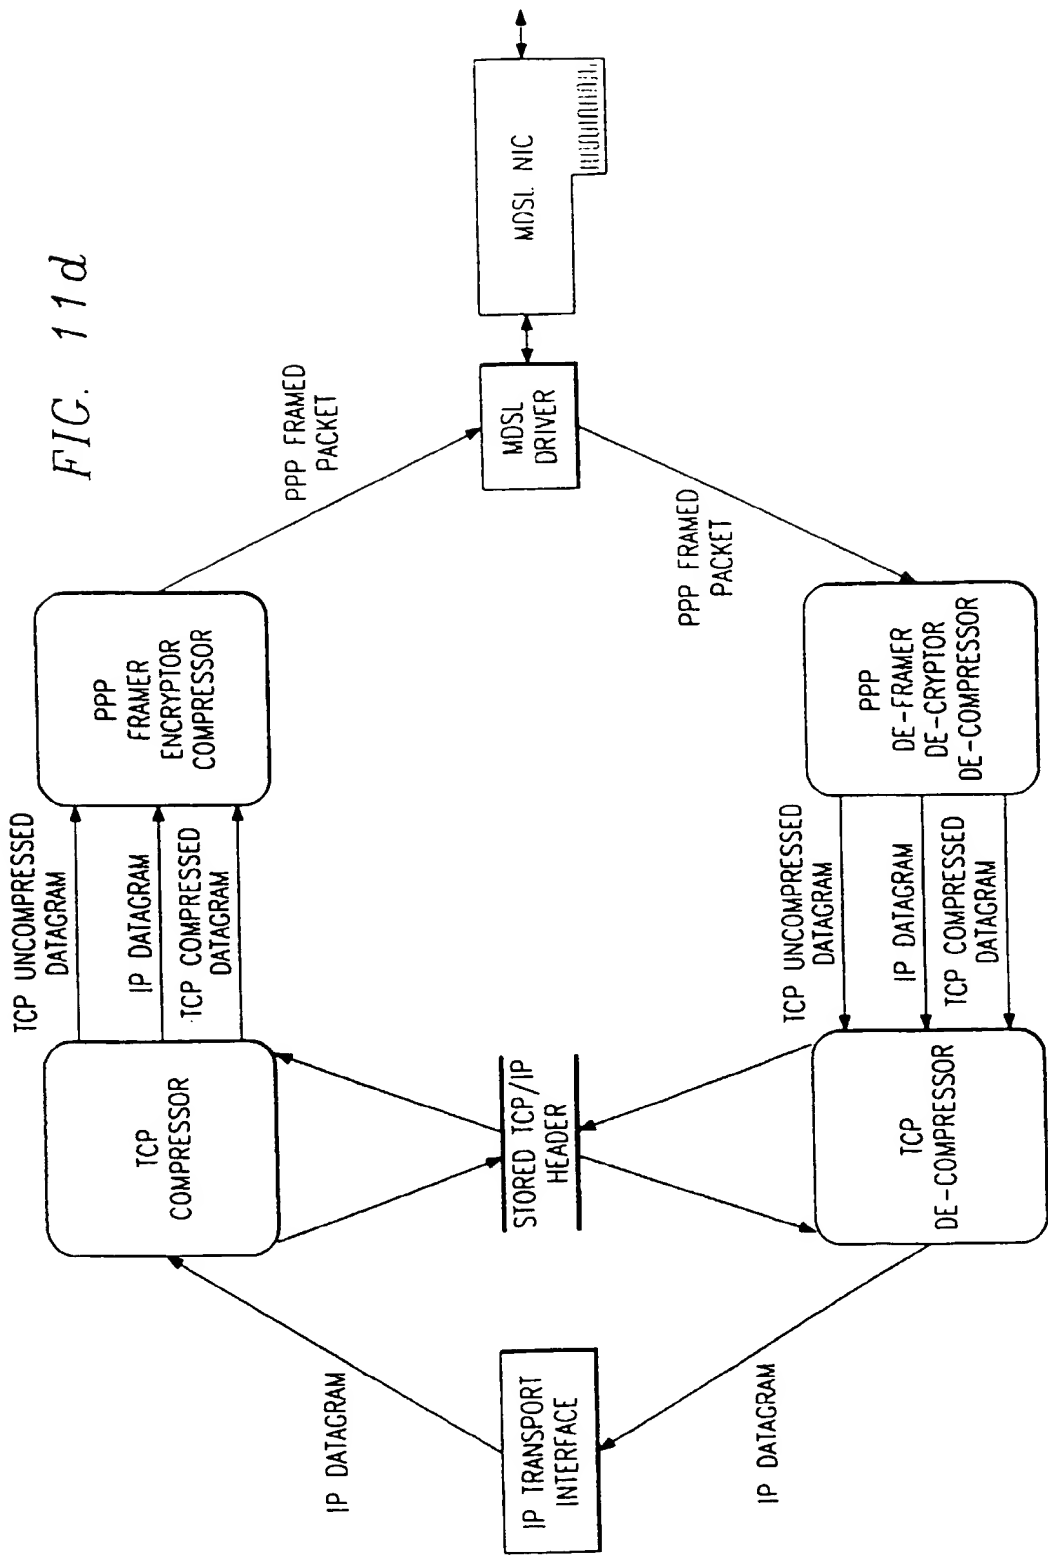 TCP UNCOMPRESSED
DATAGRAM
IP DATAGRAM
TCP COMPRESSED
DATAGRAM
FIG. 11d
IP DATAGRAM
TCP
COMPRESSOR
PPP
FRAMER
ENCRYPTOR
COMPRESSOR
PPP FRAMED
PACKET
IP TRANSPORT
INTERFACE
STORED TCP/IP
HEADER
MDSL
DRIVER
MDSL NIC
PPP FRAMED
PACKET
IP DATAGRAM
TCP
DE-COMPRESSOR
TCP UNCOMPRESSED
DATAGRAM
IP DATAGRAM
TCP COMPRESSED
DATAGRAM
PPP
DE-FRAMER
DE-CRYPTOR
DE-COMPRESSOR